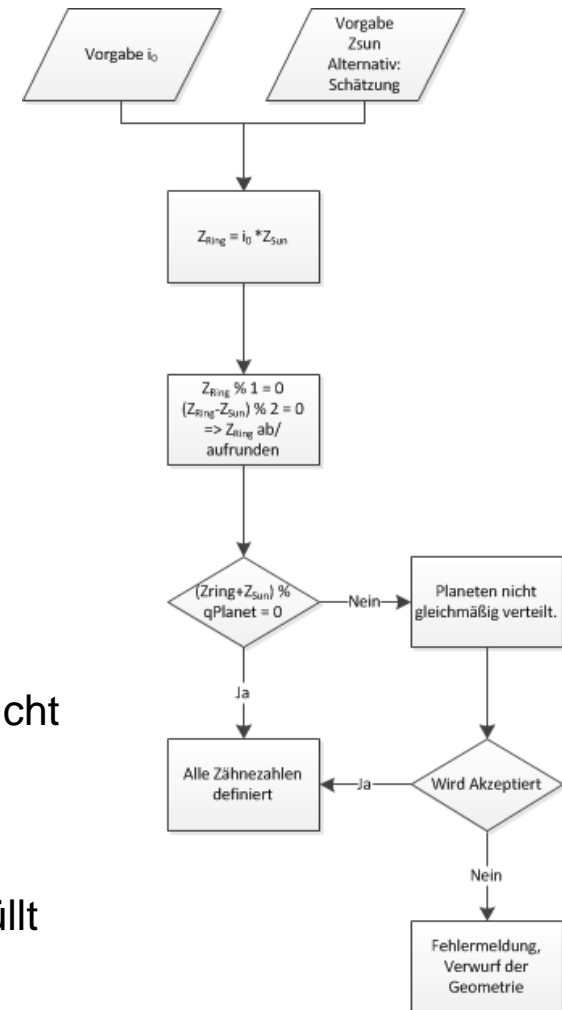 Vorgabe i₀
Vorgabe
Zsun
Alternativ:
Schätzung
Z_Ring = i₀ *Z_Sun
Z_Ring % 1 = 0
(Z_Ring-Z_Sun) % 2 = 0
=> Z_Ring ab/
aufrunden
(Zring+Z_Sun) %
qPlanet = 0
Nein
Planeten nicht
gleichmäßig verteilt.
Ja
cht
Alle Zähnezahlen
definiert
Ja
Wird Akzeptiert
Nein
üllt
Fehlermeldung,
Verwurf der
Geometrie